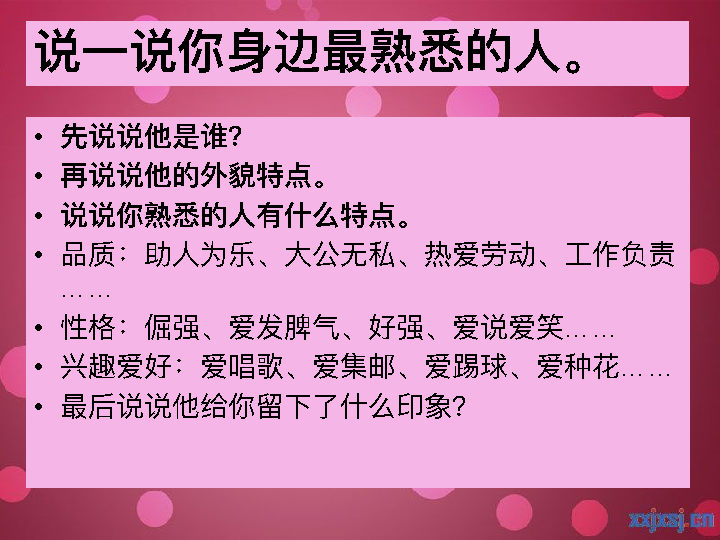 说一说你身边最熟悉的人。
• 先说说他是谁?
• 再说说他的外貌特点。
• 说说你熟悉的人有什么特点。
• 品质：助人为乐、大公无私、热爱劳动、工作负责
……
• 性格：倔强、爱发脾气、好强、爱说爱笑……
• 兴趣爱好：爱唱歌、爱集邮、爱踢球、爱种花……
• 最后说说他给你留下了什么印象?
xxjxsj.cn